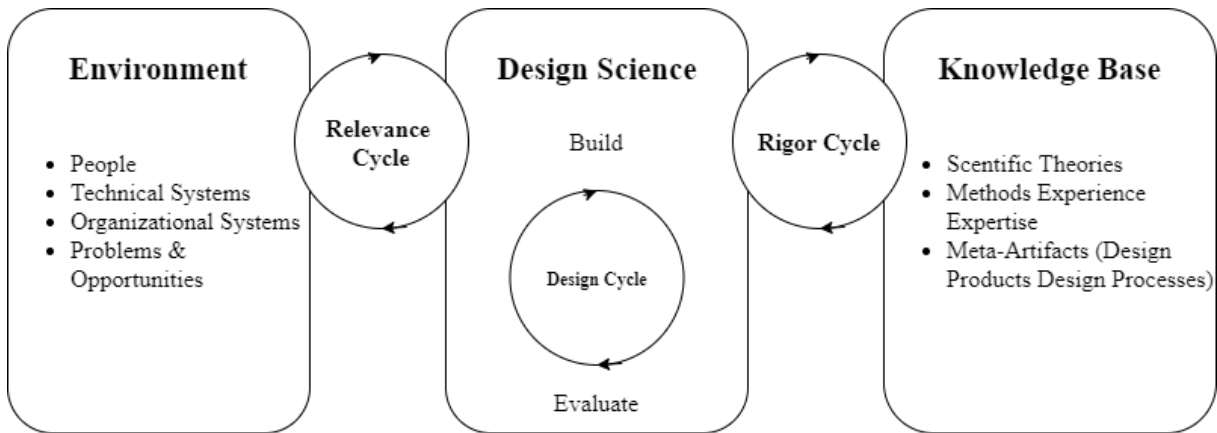 Environment
• People
• Technical Systems
• Organizational Systems
• Problems &
Opportunities
Relevance
Cycle
Design Science
Build
Design Cycle
Evaluate
Rigor Cycle
Knowledge Base
• Scentific Theories
• Methods Experience
Expertise
• Meta-Artifacts (Design
Products Design Processes)